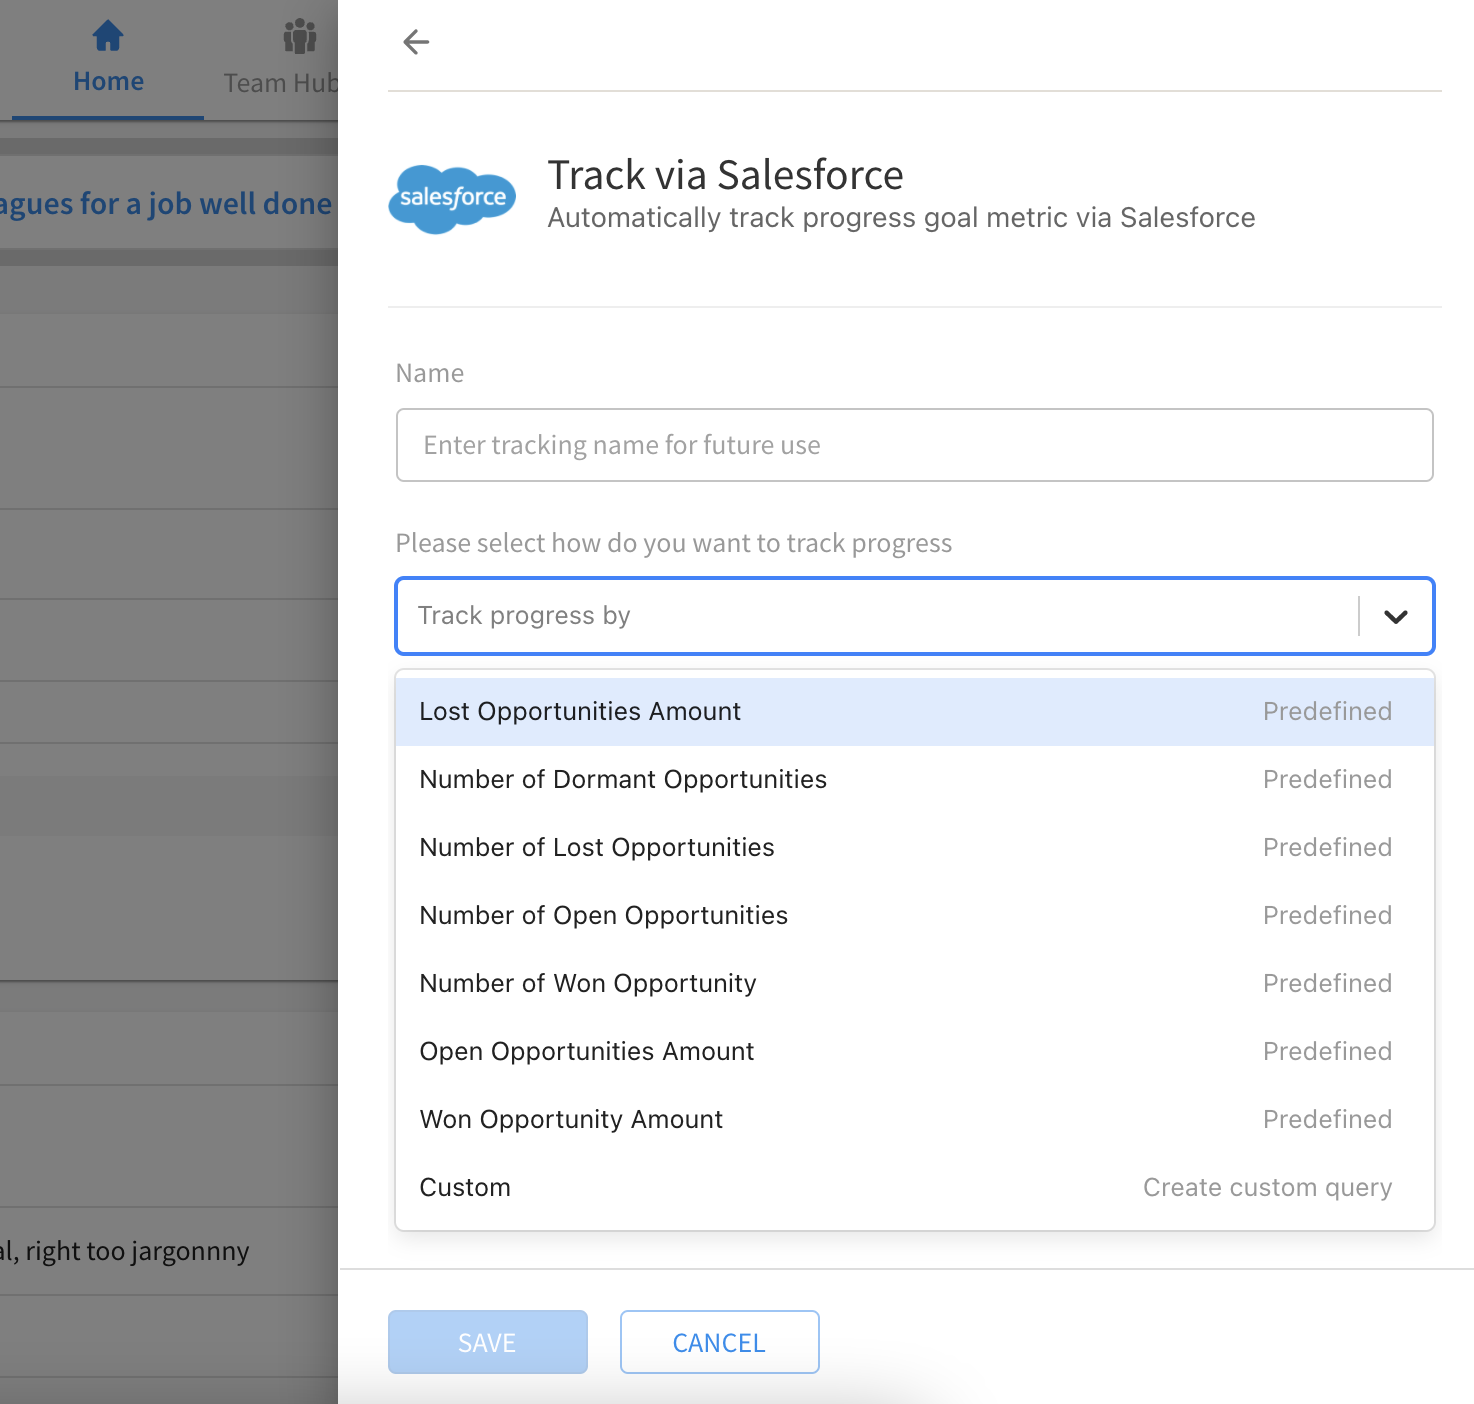 Home
Team Hub
agues for a job well done
salesforce
Track via Salesforce
Automatically track progress goal metric via Salesforce
Name
Enter tracking name for future use
Please select how do you want to track progress
Track progress by
Lost Opportunities Amount Predefined
Number of Dormant Opportunities Predefined
Number of Lost Opportunities Predefined
Number of Open Opportunities Predefined
Number of Won Opportunity Predefined
Open Opportunities Amount Predefined
Won Opportunity Amount Predefined
Custom Create custom query
al, right too jargonnny
SAVE CANCEL